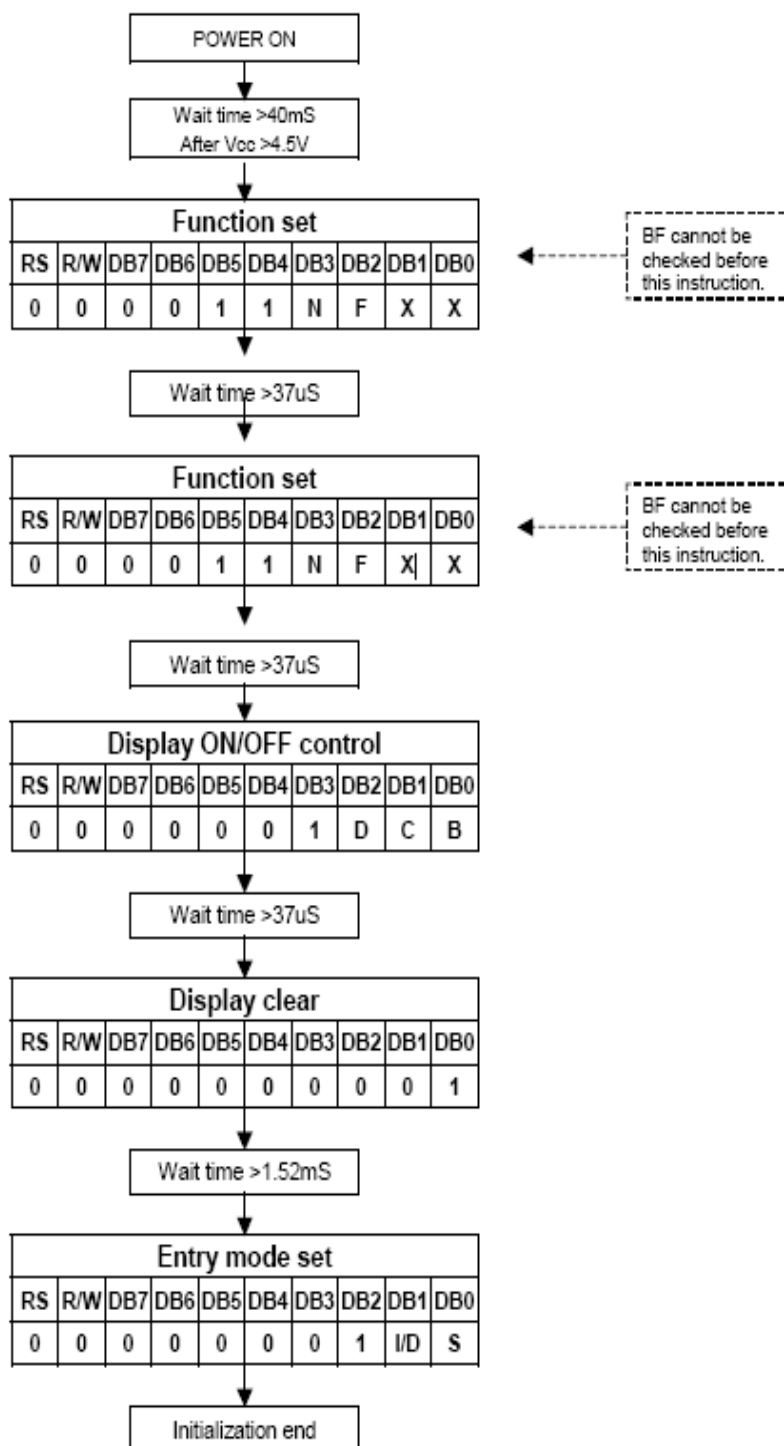 POWER ON
Wait time >40mS
After Vcc >4.5V
Function set
RS R/W DB7 DB6 DB5 DB4 DB3 DB2 DB1 DB0
0 0 0 0 1 1 N F X X
BF cannot be
checked before
this instruction.
Wait time >37uS
Function set
RS R/W DB7 DB6 DB5 DB4 DB3 DB2 DB1 DB0
0 0 0 0 1 1 N F X X
BF cannot be
checked before
this instruction.
Wait time >37uS
Display ON/OFF control
RS R/W DB7 DB6 DB5 DB4 DB3 DB2 DB1 DB0
0 0 0 0 0 0 1 D C B
Wait time >37uS
Display clear
RS R/W DB7 DB6 DB5 DB4 DB3 DB2 DB1 DB0
0 0 0 0 0 0 0 0 0 1
Wait time >1.52mS
Entry mode set
RS R/W DB7 DB6 DB5 DB4 DB3 DB2 DB1 DB0
0 0 0 0 0 0 0 1 I/D S
Initialization end